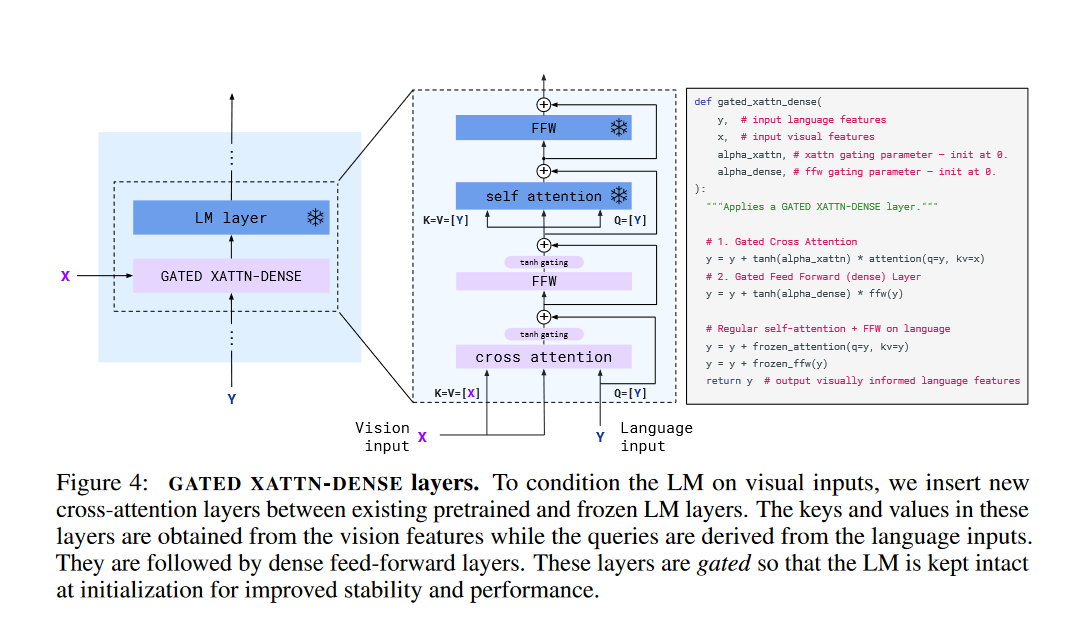 LM layer
X
GATED XATTN-DENSE
Y
FFW
self attention
K=V=[Y]
Q=[Y]
tanh gating
FFW
tanh gating
cross attention
K=V=[X]
Q=[Y]
Vision
input
X
Y
Language
input
def gated_xattn_dense(
y, # input language features
x, # input visual features
alpha_xattn, # xattn gating parameter – init at 0.
alpha_dense, # ffw gating parameter – init at 0.
):
"""Applies a GATED XATTN-DENSE layer."""
# 1. Gated Cross Attention
y = y + tanh(alpha_xattn) * attention(q=y, kv=x)
# 2. Gated Feed Forward (dense) Layer
y = y + tanh(alpha_dense) * ffw(y)
# Regular self-attention + FFW on language
y = y + frozen_attention(q=y, kv=y)
y = y + frozen_ffw(y)
return y # output visually informed language features
Figure 4: GATED XATTN-DENSE layers. To condition the LM on visual inputs, we insert new
cross-attention layers between existing pretrained and frozen LM layers. The keys and values in these
layers are obtained from the vision features while the queries are derived from the language inputs.
They are followed by dense feed-forward layers. These layers are gated so that the LM is kept intact
at initialization for improved stability and performance.